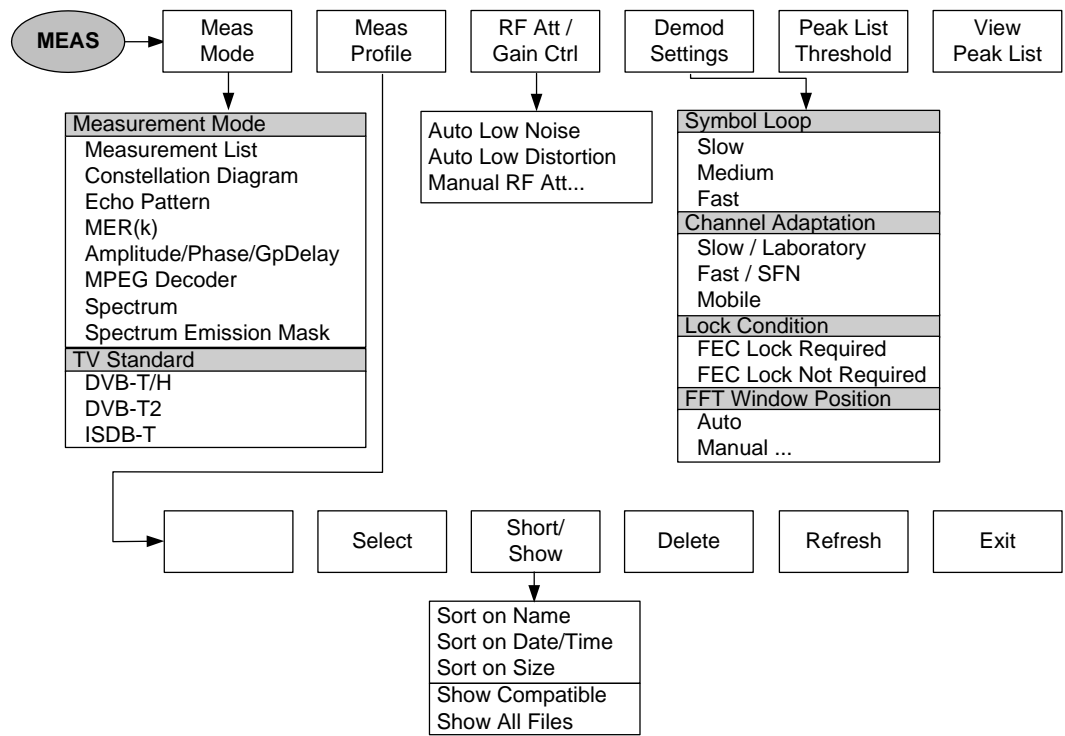 MEAS
Meas
Mode
Meas
Profile
RF Att /
Gain Ctrl
Demod
Settings
Peak List
Threshold
View
Peak List
Measurement Mode
Measurement List
Constellation Diagram
Echo Pattern
MER(k)
Amplitude/Phase/GpDelay
MPEG Decoder
Spectrum
Spectrum Emission Mask
TV Standard
DVB-T/H
DVB-T2
ISDB-T
Auto Low Noise
Auto Low Distortion
Manual RF Att...
Symbol Loop
Slow
Medium
Fast
Channel Adaptation
Slow / Laboratory
Fast / SFN
Mobile
Lock Condition
FEC Lock Required
FEC Lock Not Required
FFT Window Position
Auto
Manual ...
Select
Short/
Show
Delete
Refresh
Exit
Sort on Name
Sort on Date/Time
Sort on Size
Show Compatible
Show All Files